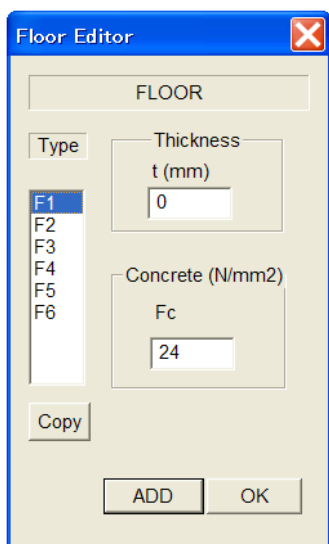 Floor Editor
FLOOR
Type
Thickness
t (mm)
0
F1
F2
F3
F4
F5
F6
Concrete (N/mm2)
Fc
24
Copy
ADD
OK